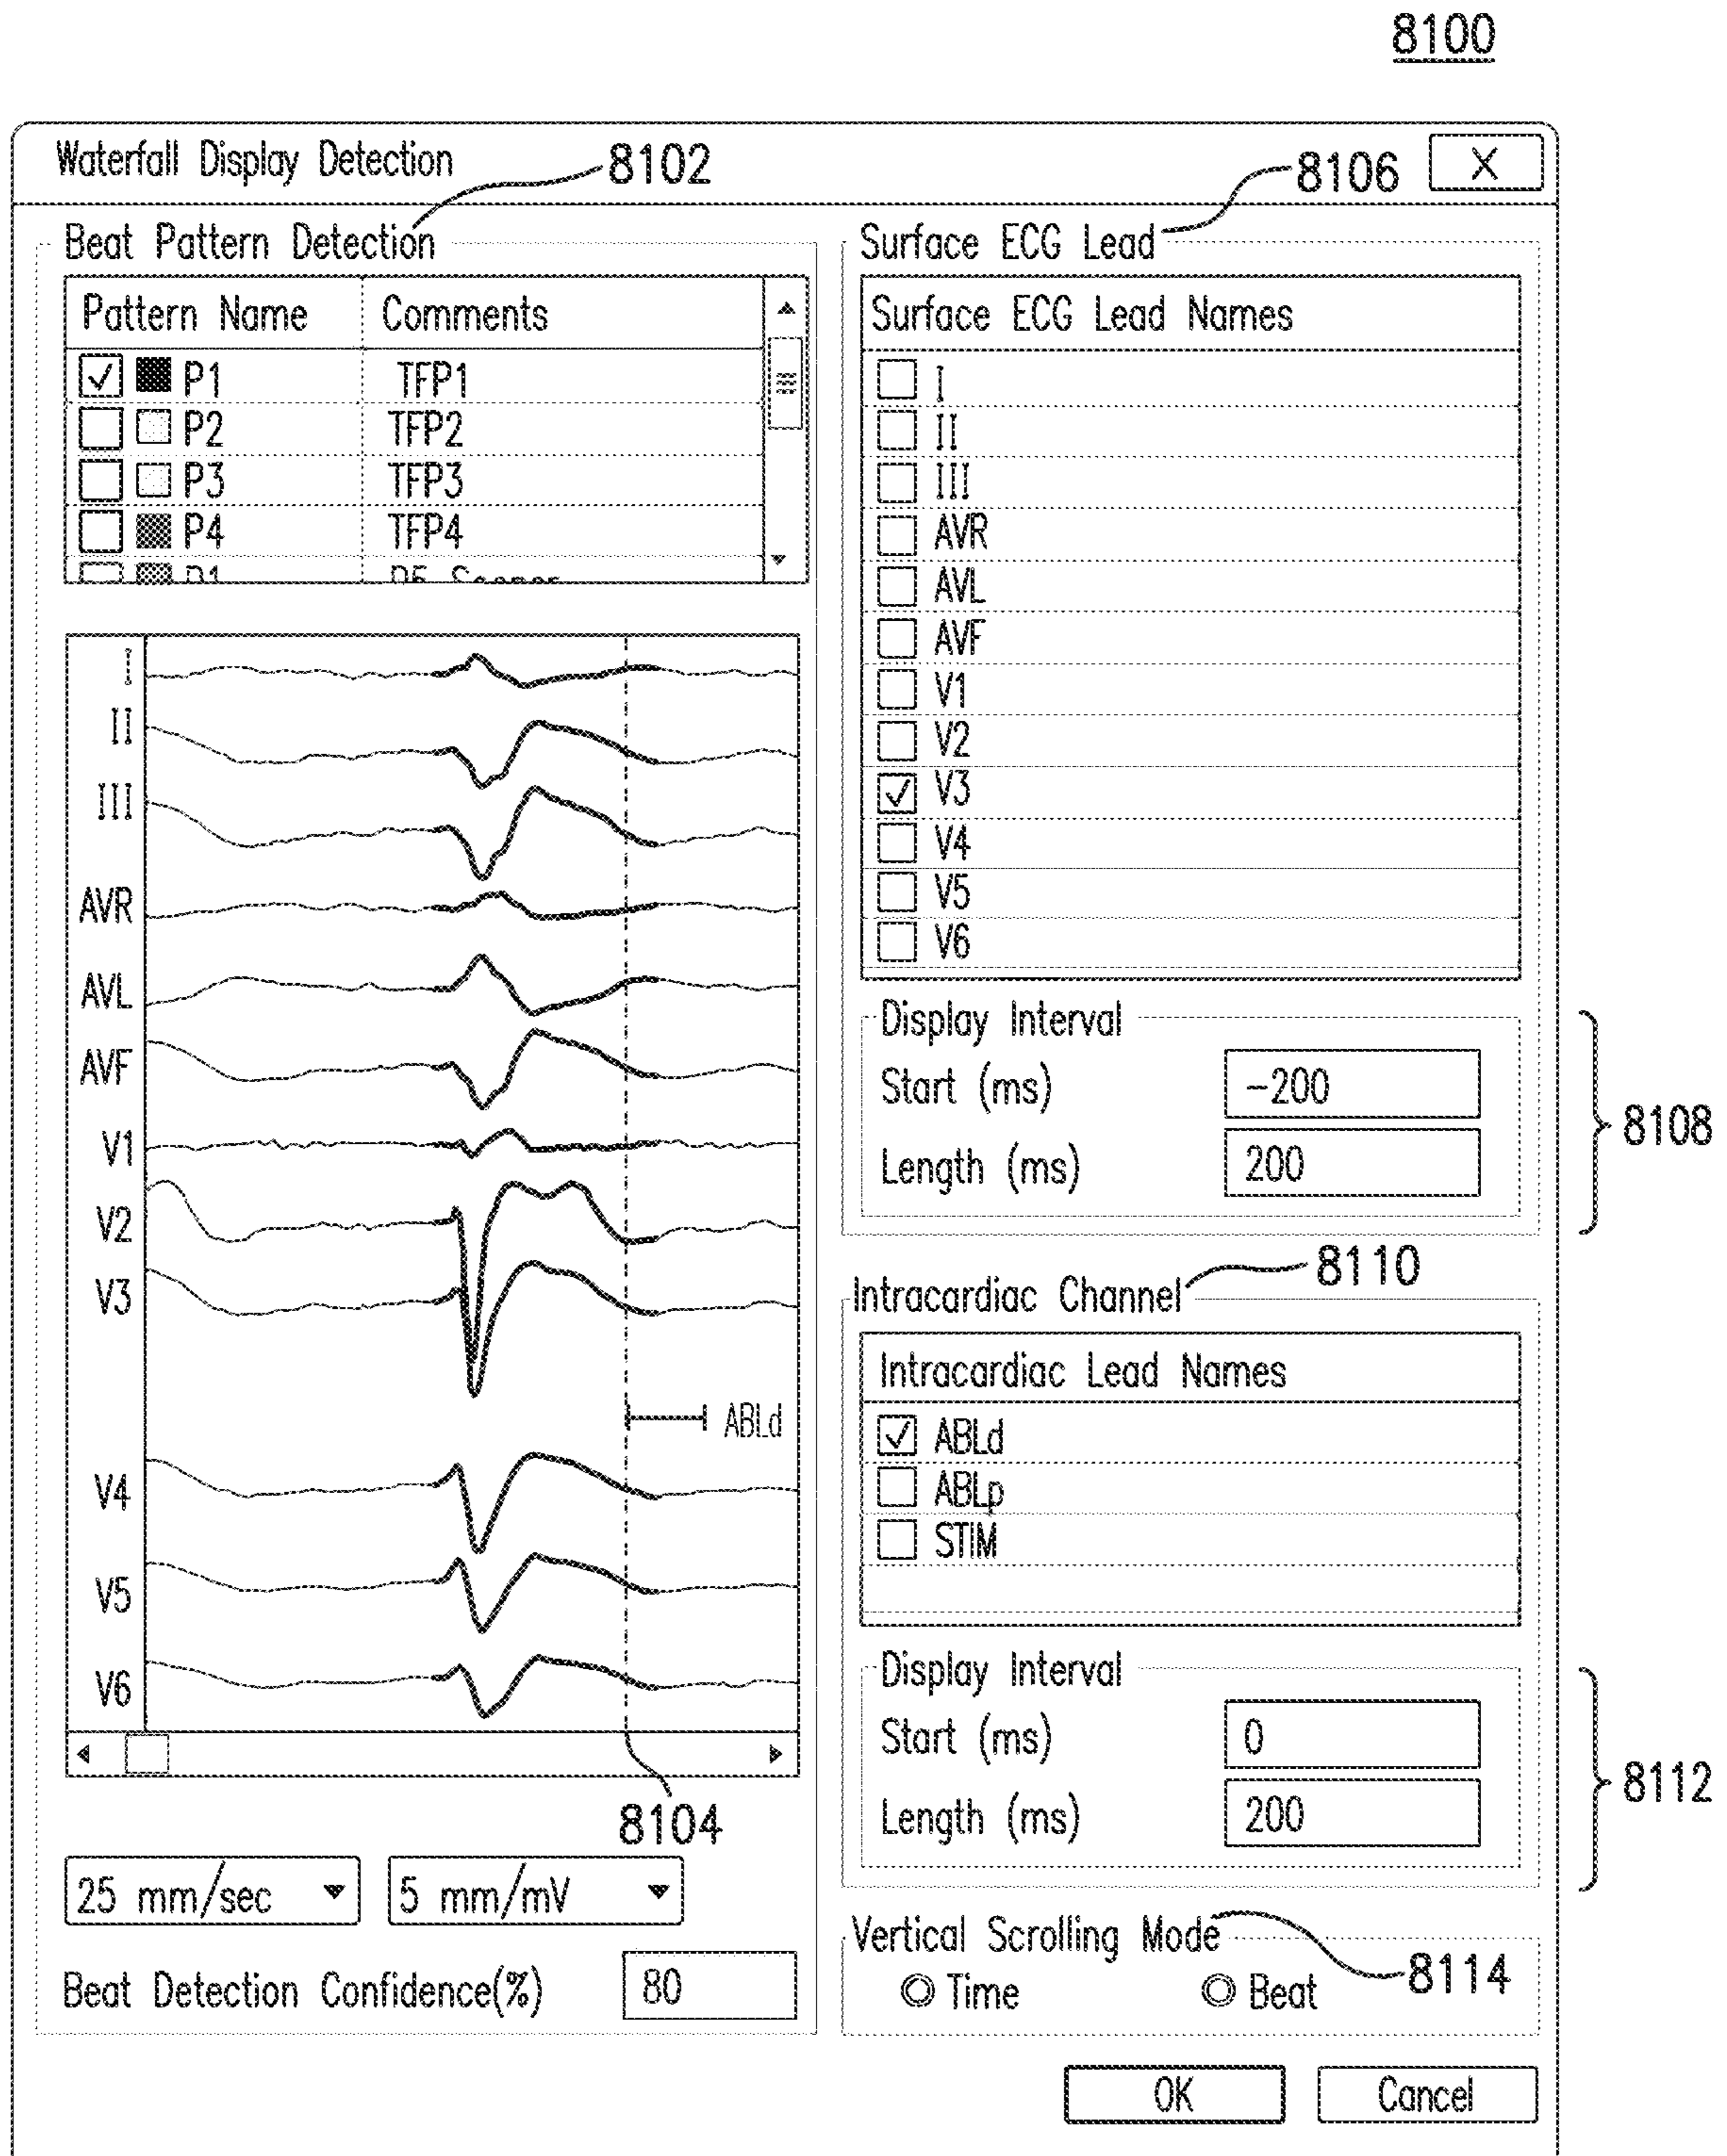 8100
Waterfall Display Detection
8102
8106
X
Beat Pattern Detection
Pattern Name Comments
P1 TFP1
P2 TFP2
P3 TFP3
P4 TFP4
P1
I
II
III
AVR
AVL
AVF
V1
V2
V3
ABLd
V4
V5
V6
8104
25 mm/sec
5 mm/mV
Beat Detection Confidence(%) 80
Surface ECG Lead
Surface ECG Lead Names
I
II
III
AVR
AVL
AVF
V1
V2
V3
V4
V5
V6
Display Interval
Start (ms) -200
Length (ms) 200
8108
8110
Intracardiac Channel
Intracardiac Lead Names
ABLd
ABLp
STIM
Display Interval
Start (ms) 0
Length (ms) 200
8112
Vertical Scrolling Mode
8114
Time Beat
OK Cancel